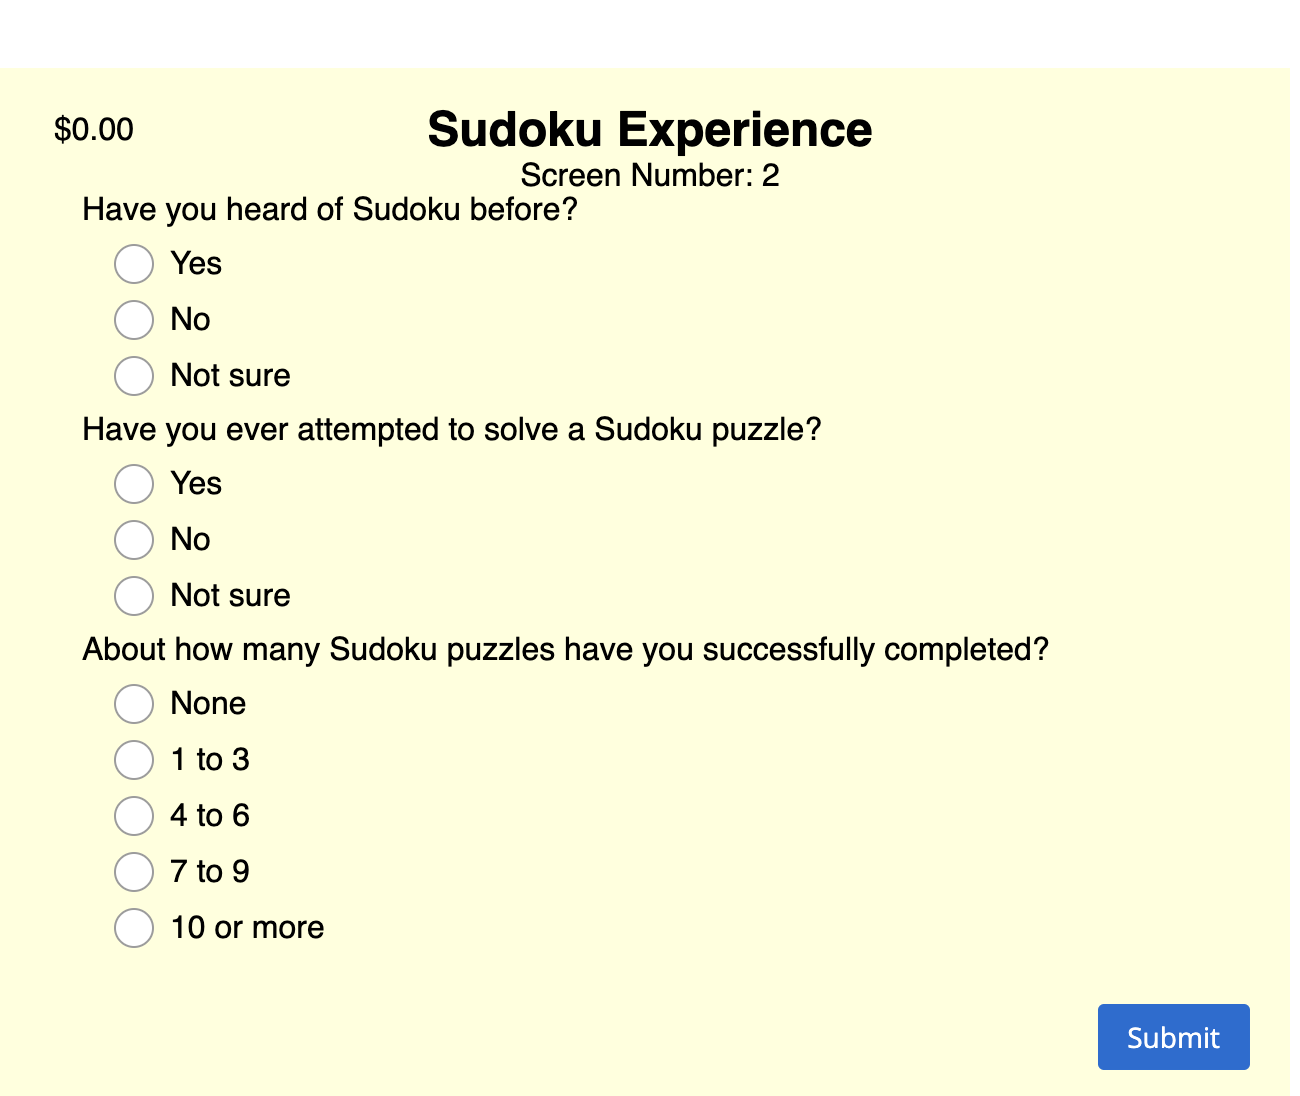 $0.00
Sudoku Experience
Screen Number: 2
Have you heard of Sudoku before?
Yes
No
Not sure
Have you ever attempted to solve a Sudoku puzzle?
Yes
No
Not sure
About how many Sudoku puzzles have you successfully completed?
None
1 to 3
4 to 6
7 to 9
10 or more
Submit